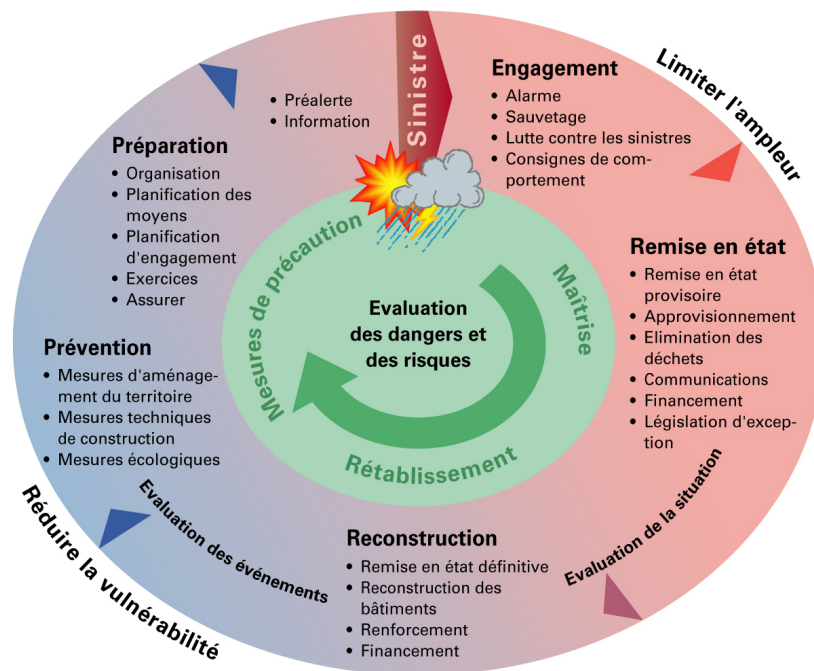 Sinistre
Engagement
• Alarme
• Sauvetage
• Lutte contre les sinistres
• Consignes de com-
portement
Limiter l'ampleur
Remise en état
• Remise en état
provisoire
• Approvisionnement
• Elimination des
déchets
• Communications
• Financement
• Législation d'excep-
tion
Evaluation de la situation
Reconstruction
• Remise en état définitive
• Reconstruction des
bâtiments
• Renforcement
• Financement
Evaluation des événements
Réduire la vulnérabilité
Prévention
• Mesures d'aménage-
ment du territoire
• Mesures techniques
de construction
• Mesures écologiques
Préparation
• Organisation
• Planification des
moyens
• Planification
d'engagement
• Exercices
• Assurer
• Préalerte
• Information
Mesures de précaution
Maîtrise
Rétablissement
Evaluation
des dangers et
des risques